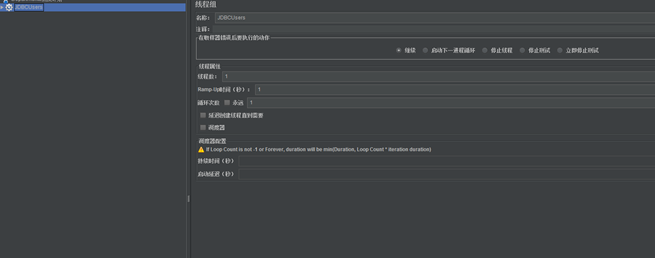 JDBCUsers
线程组
名称： JDBCUsers
注释：
在取样器错误后要执行的动作
继续 启动下一进程循环 停止线程 停止测试 立即停止测试
线程属性
线程数： 1
Ramp-Up时间（秒）： 1
循环次数 永远 1
延迟创建线程直到需要
调度器
调度器配置
If Loop Count is not -1 or Forever, duration will be min(Duration, Loop Count * iteration duration)
持续时间（秒）
启动延迟（秒）